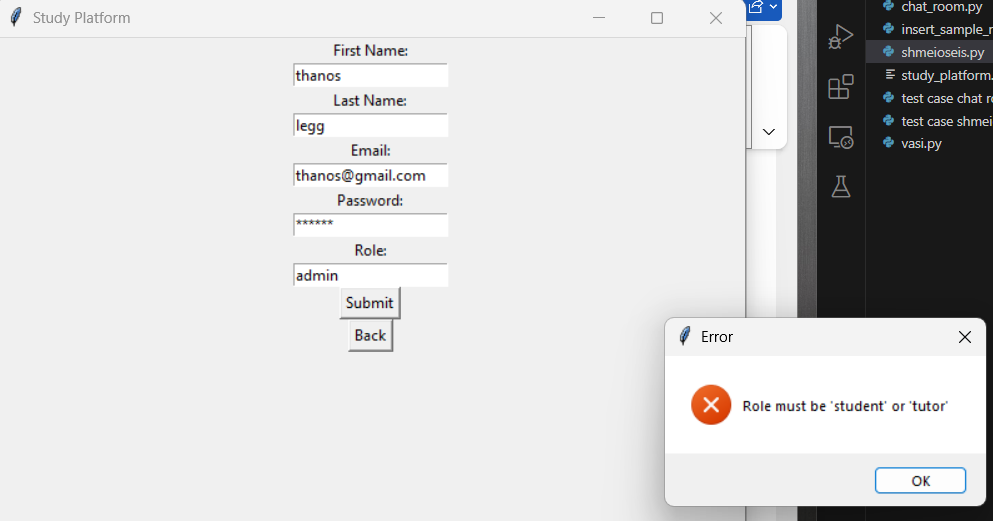 Study Platform
First Name:
thanos
Last Name:
legg
Email:
thanos@gmail.com
Password:
******
Role:
admin
Submit
Back
chat_room.py
insert_sample_
shmeioseis.py
study_platform.
test case chat
test case shmei
vasi.py
Error
Role must be 'student' or 'tutor'
OK